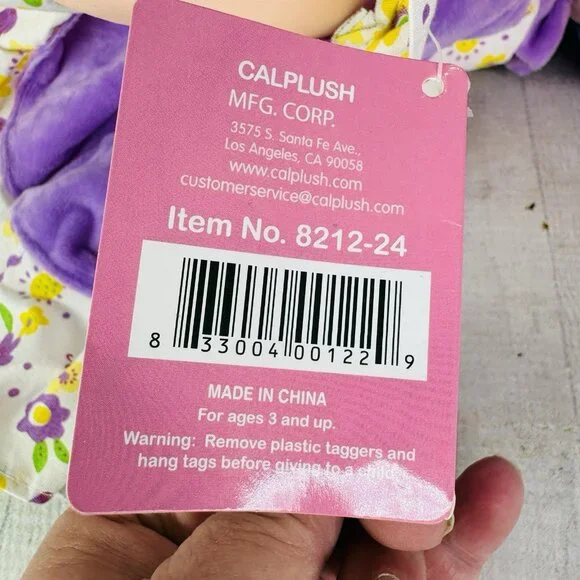 CALPLUSH
MFG. CORP.
3575 S. Santa Fe Ave.,
Los Angeles, CA 90058
www.calplush.com
customerservice@calplush.com
Item No. 8212-24
8 33004 00122 9
MADE IN CHINA
For ages 3 and up.
Warning: Remove plastic taggers and
hang tags before giving to a child.